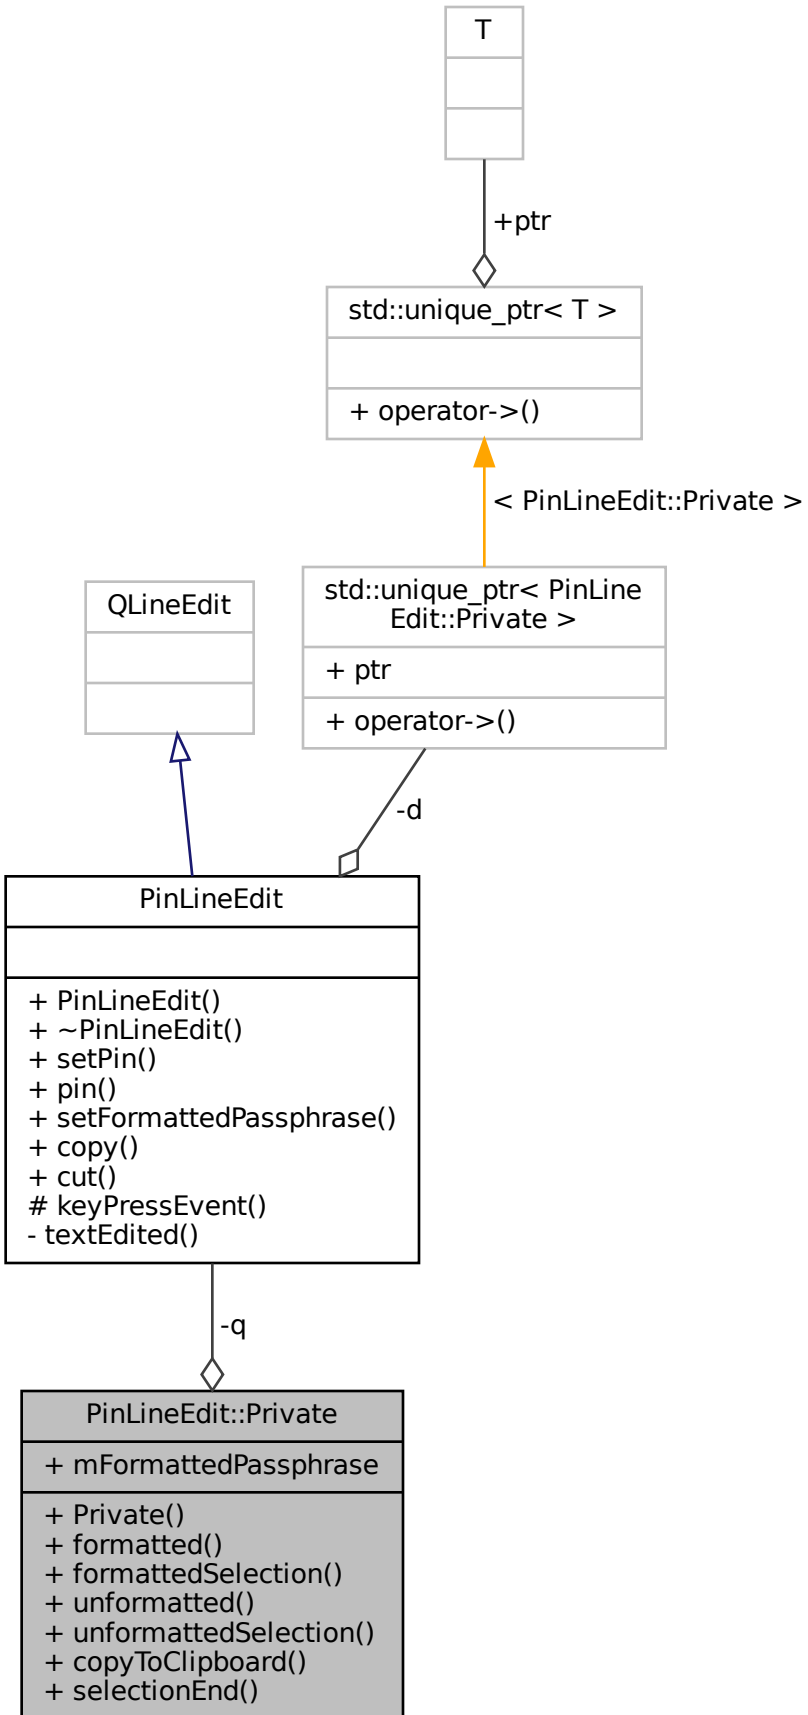 T
+ptr
std::unique_ptr< T >
+ operator->()
< PinLineEdit::Private >
std::unique_ptr< PinLine
Edit::Private >
+ ptr
+ operator->()
QLineEdit
-d
PinLineEdit
+ PinLineEdit()
+ ~PinLineEdit()
+ setPin()
+ pin()
+ setFormattedPassphrase()
+ copy()
+ cut()
# keyPressEvent()
- textEdited()
-q
PinLineEdit::Private
+ mFormattedPassphrase
+ Private()
+ formatted()
+ formattedSelection()
+ unformatted()
+ unformattedSelection()
+ copyToClipboard()
+ selectionEnd()